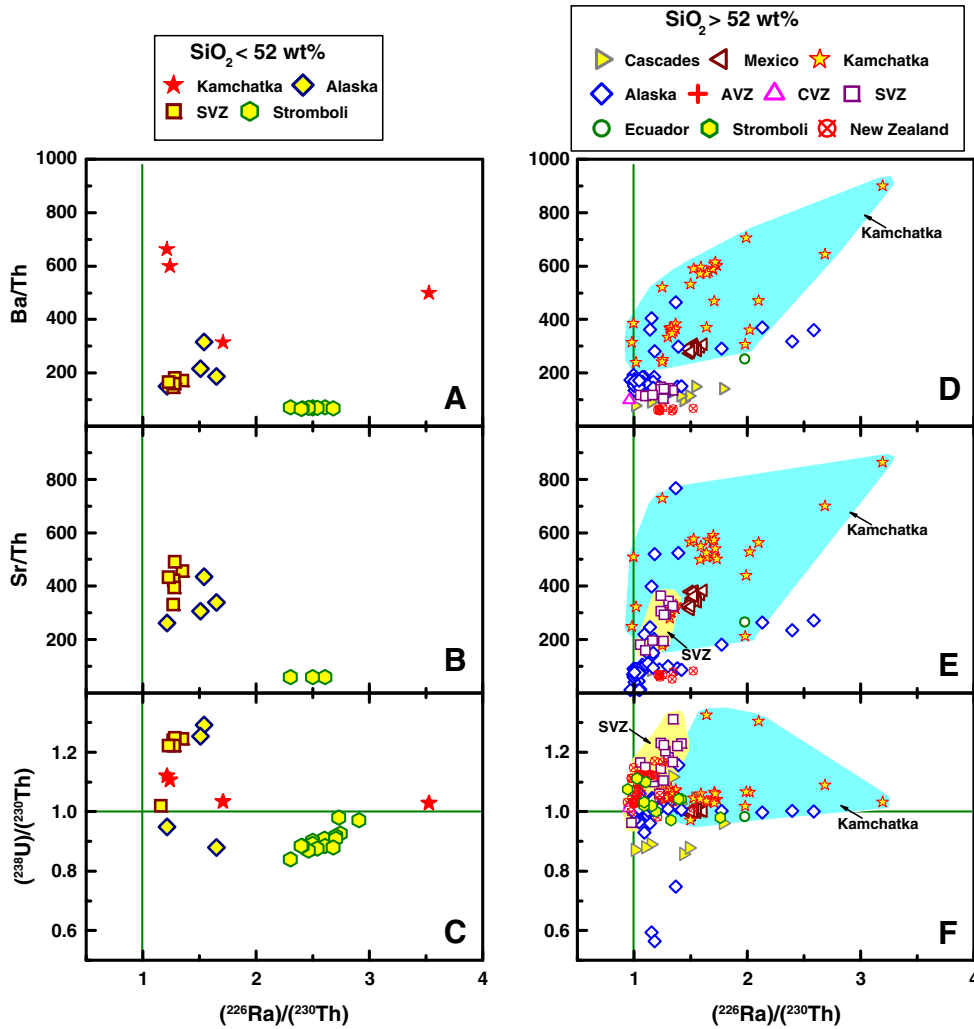 SiO2 < 52 wt%
Kamchatka Alaska
SVZ Stromboli
SiO2 > 52 wt%
Cascades Mexico Kamchatka
Alaska AVZ CVZ SVZ
Ecuador Stromboli New Zealand
1000
800
600
400
200
Ba/Th
A
800
600
400
200
0
Sr/Th
B
1.2
1.0
0.8
0.6
(238U)/(230Th)
C
1 2 3 4
(226Ra)/(230Th)
1000
800
600
400
200
Kamchatka
D
800
600
400
200
0
Kamchatka
SVZ
E
1.2
1.0
0.8
0.6
SVZ
Kamchatka
F
1 2 3 4
(226Ra)/(230Th)